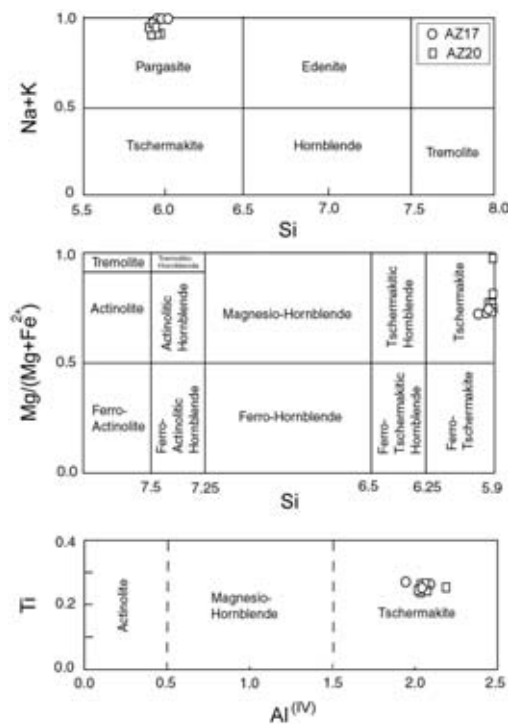 1.0
AZ17
AZ20
Pargasite
Edenite
Na+K
0.5
Tschermakite
Hornblende
Tremolite
0
5.5
6.0
6.5
7.0
7.5
8.0
Si
1.0
Tremolite
Tremolitic
Hornblende
Actinolite
Actinolitic
Hornblende
Magnesio-Hornblende
Tschermakitic
Hornblende
Tschermakite
Mg/(Mg+Fe2+)
0.5
Ferro-
Actinolite
Ferro-
Actinolitic
Hornblende
Ferro-Hornblende
Ferro-
Tschermakitic
Hornblende
Ferro-
Tschermakite
0.0
7.5
7.25
6.5
6.25
5.9
Si
0.4
Ti
0.2
Actinolite
Magnesio-
Hornblende
Tschermakite
0.0
0.0
0.5
1.0
1.5
2.0
2.5
Al(IV)